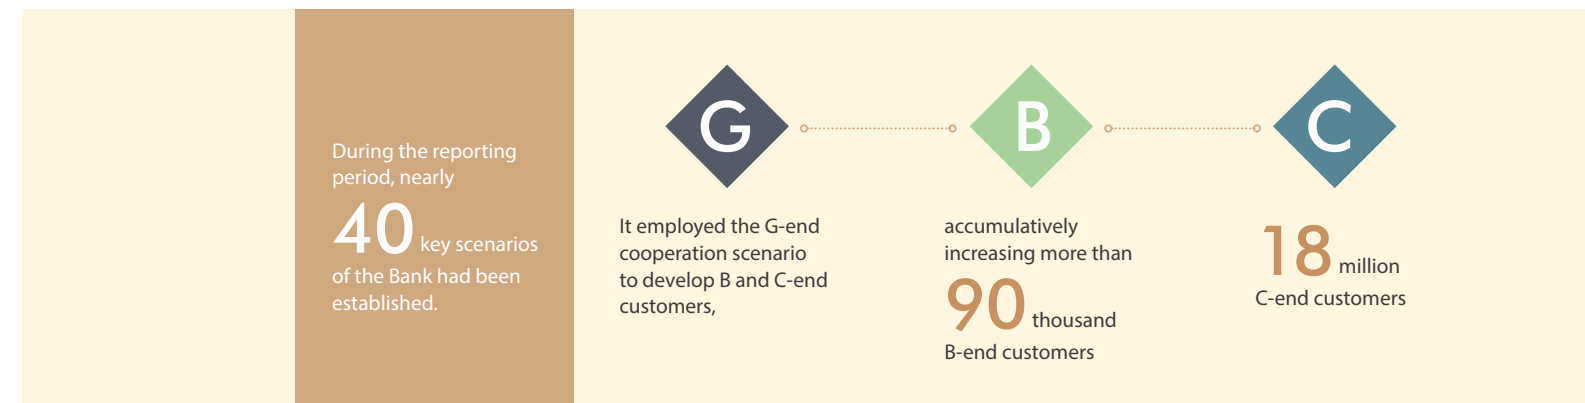 During the reporting
period, nearly
40 key scenarios
of the Bank had been
established.
G
It employed the G-end
cooperation scenario
to develop B and C-end
customers,
B
accumulatively
increasing more than
90 thousand
B-end customers
C
18 million
C-end customers